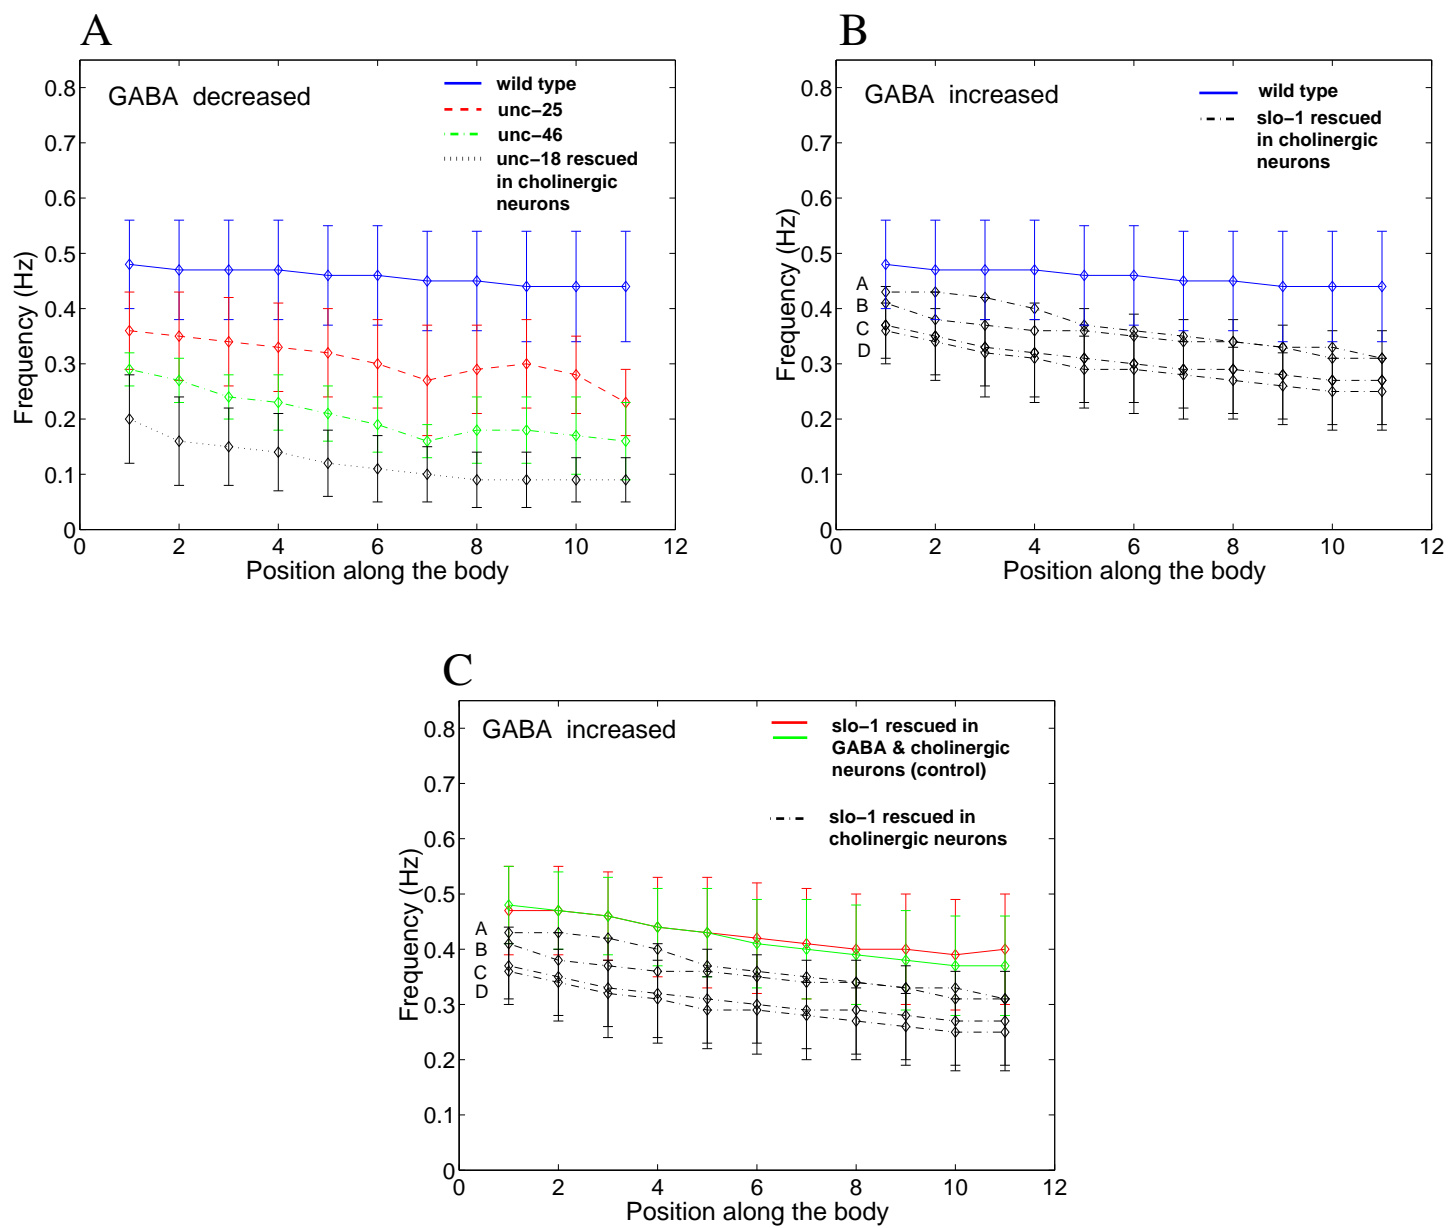 A
GABA decreased
wild type
unc-25
unc-46
unc-18 rescued
in cholinergic
neurons
0.8
0.7
0.6
0.5
0.4
0.3
0.2
0.1
0
Frequency (Hz)
0 2 4 6 8 10 12
Position along the body
B
GABA increased
wild type
slo-1 rescued
in cholinergic
neurons
A
B
C
D
0.8
0.7
0.6
0.5
0.4
0.3
0.2
0.1
0
Frequency (Hz)
0 2 4 6 8 10 12
Position along the body
C
GABA increased
slo-1 rescued in
GABA & cholinergic
neurons (control)
slo-1 rescued in
cholinergic neurons
A
B
C
D
0.8
0.7
0.6
0.5
0.4
0.3
0.2
0.1
0
Frequency (Hz)
0 2 4 6 8 10 12
Position along the body